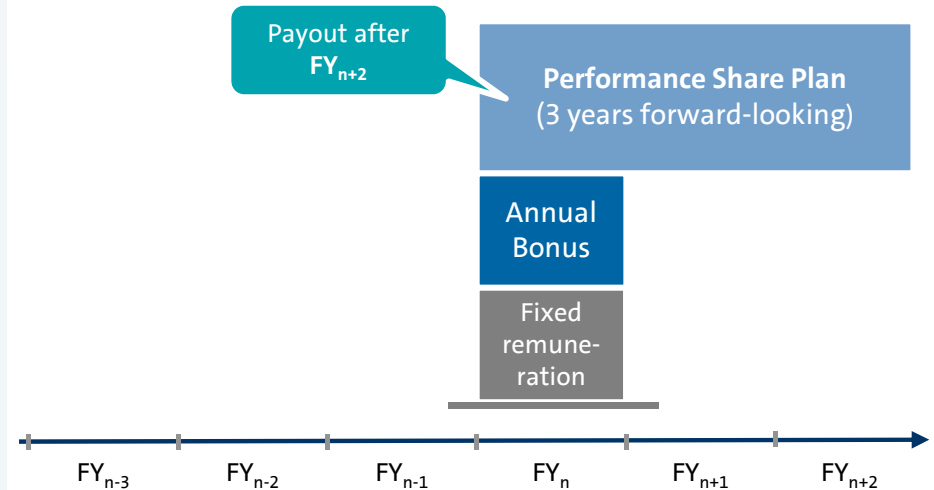 Payout after
FYn+2
Performance Share Plan
(3 years forward-looking)
Annual
Bonus
Fixed
remune-
ration
FYn-3 FYn-2 FYn-1 FYn FYn+1 FYn+2